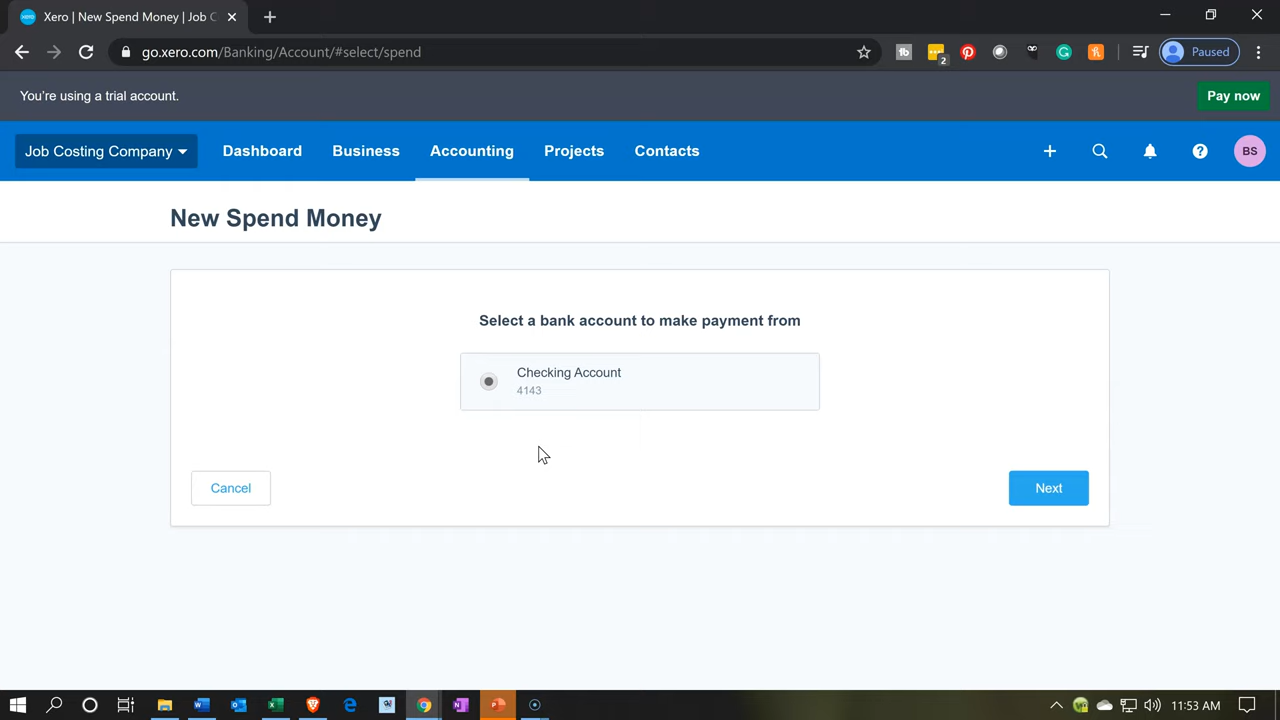 Xero | New Spend Money | Job C
go.xero.com/Banking/Account/#select/spend
2
Paused
You're using a trial account.
Pay now
Job Costing Company
Dashboard
Business
Accounting
Projects
Contacts
BS
New Spend Money
Select a bank account to make payment from
Checking Account
4143
Cancel
Next
11:53 AM